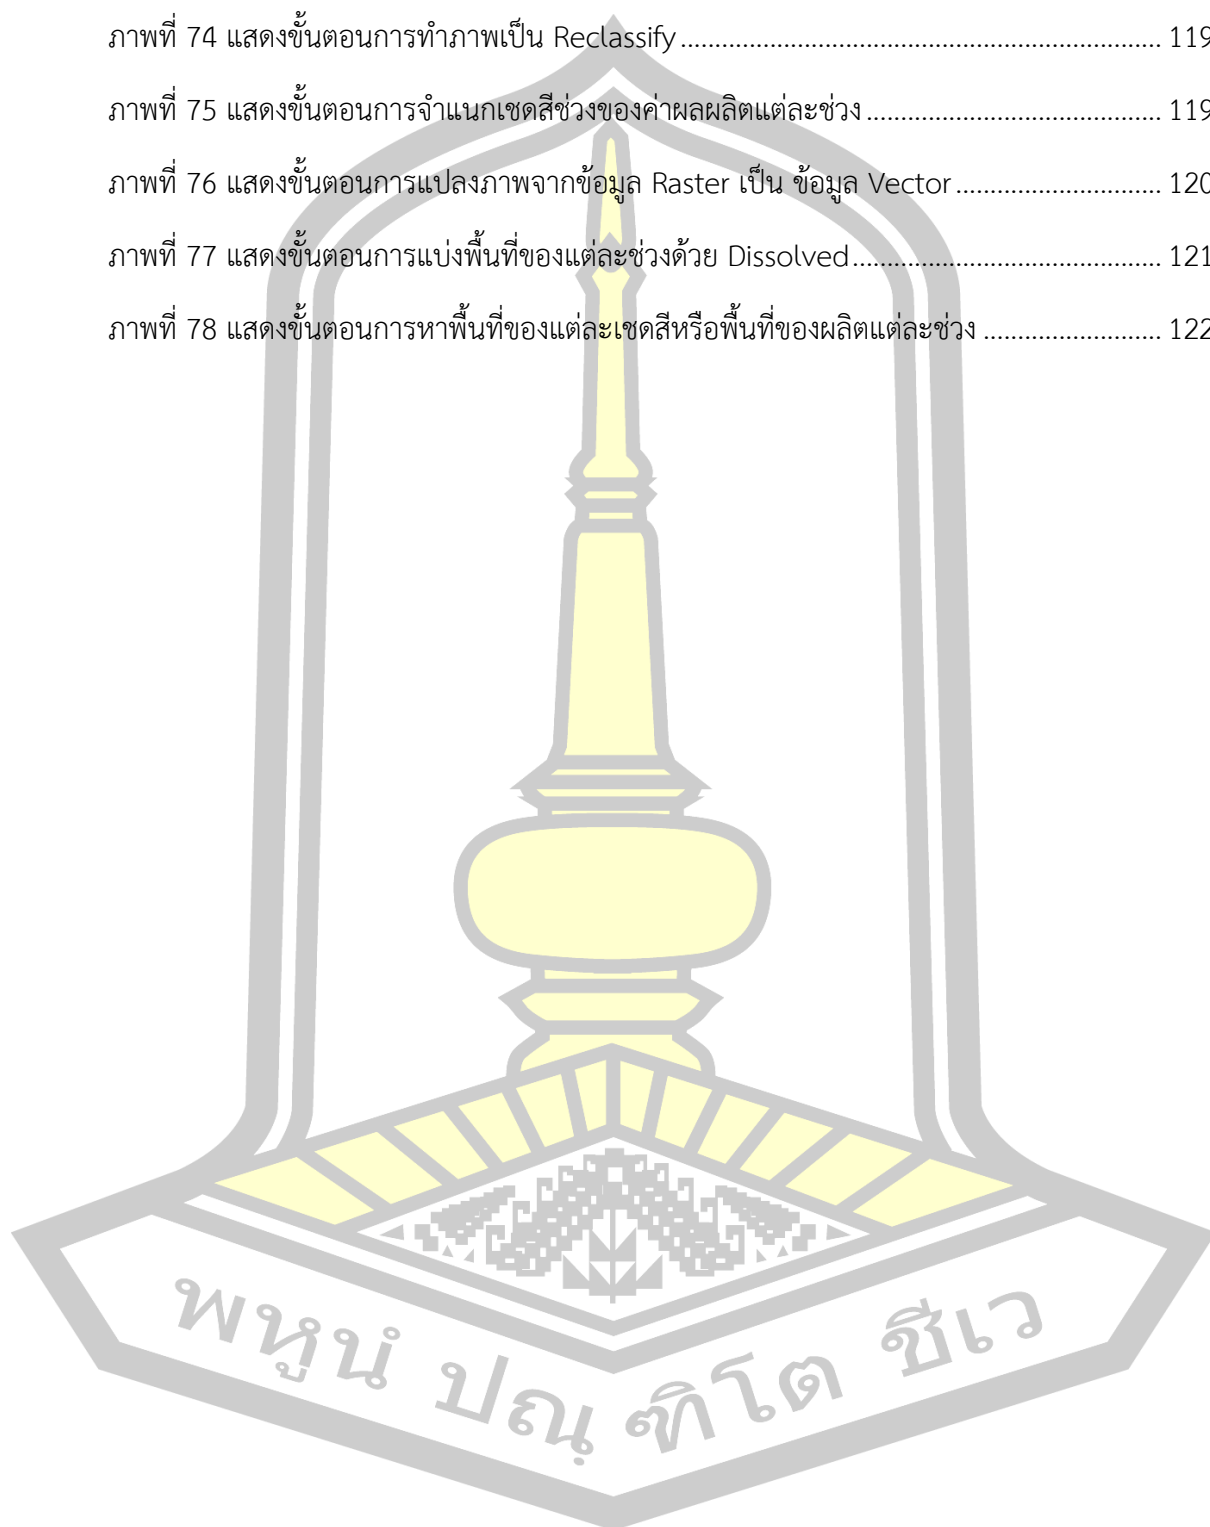 ภาพที่ 74 แสดงขั้นตอนการทำภาพเป็น Reclassify ........................ 119
ภาพที่ 75 แสดงขั้นตอนการจำแนกเชดสีช่วงของค่าผลผลิตแต่ละช่วง ........................ 119
ภาพที่ 76 แสดงขั้นตอนการแปลงภาพจากข้อมูล Raster เป็น ข้อมูล Vector ........................ 120
ภาพที่ 77 แสดงขั้นตอนการแบ่งพื้นที่ของแต่ละช่วงด้วย Dissolved ........................ 121
ภาพที่ 78 แสดงขั้นตอนการหาพื้นที่ของแต่ละเชดสีหรือพื้นที่ของผลิตแต่ละช่วง ........................ 122
พหูนํ ปณฺ ฑิโต ชีเว